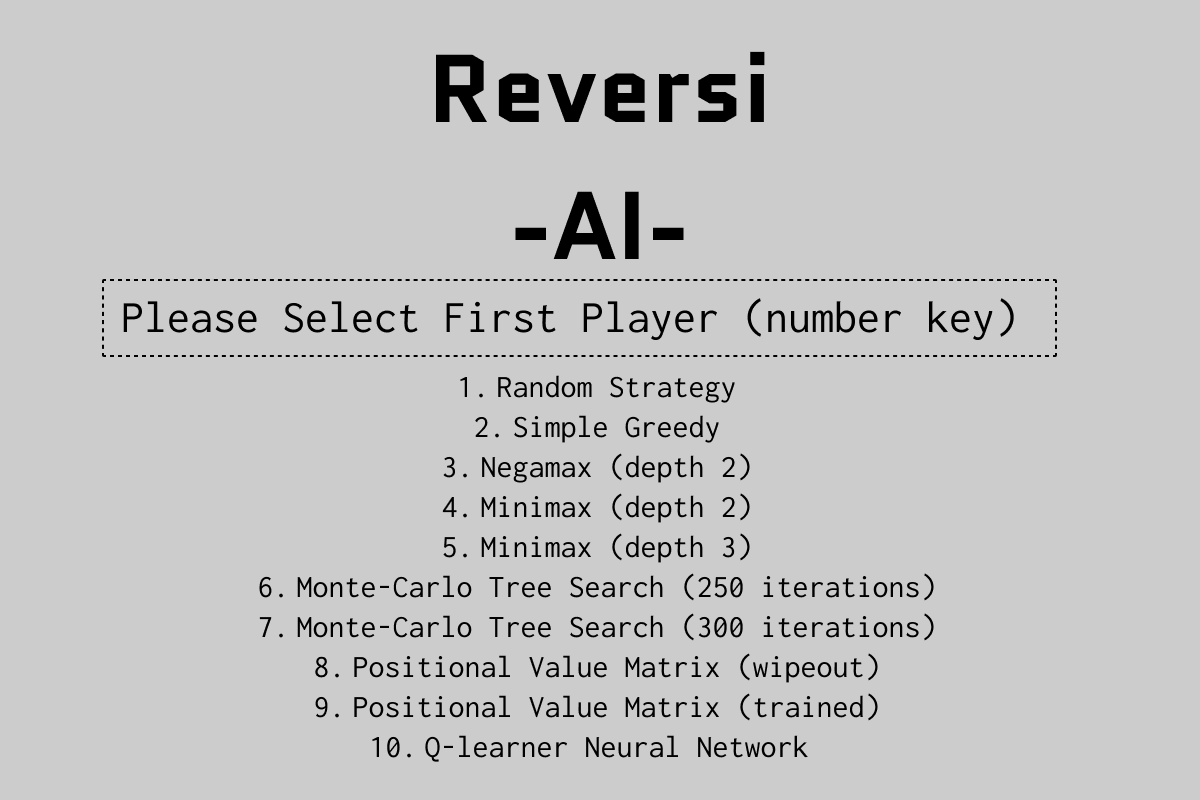 Reversi
-AI-
Please Select First Player (number key)
1. Random Strategy
2. Simple Greedy
3. Negamax (depth 2)
4. Minimax (depth 2)
5. Minimax (depth 3)
6. Monte-Carlo Tree Search (250 iterations)
7. Monte-Carlo Tree Search (300 iterations)
8. Positional Value Matrix (wipeout)
9. Positional Value Matrix (trained)
10. Q-learner Neural Network